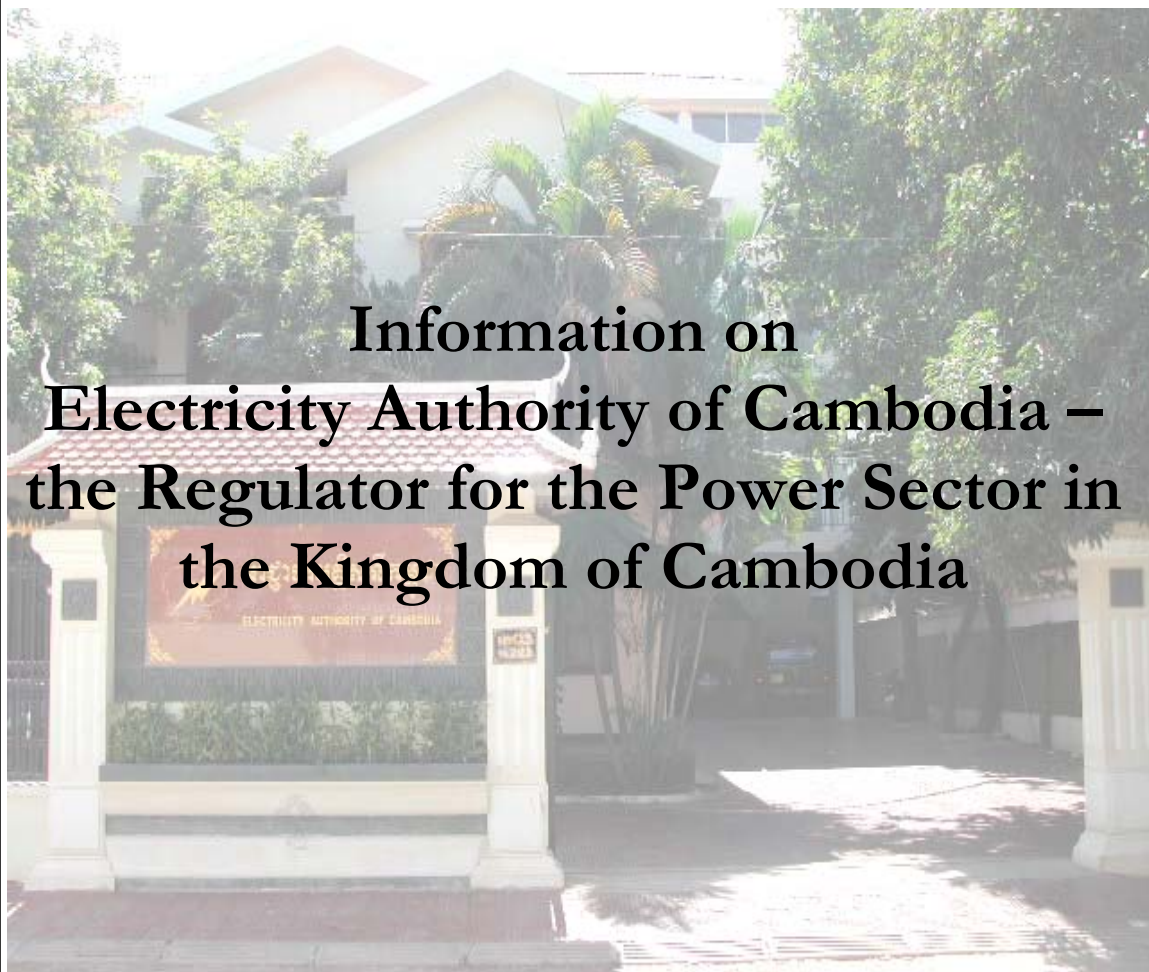 Information on
Electricity Authority of Cambodia –
the Regulator for the Power Sector in
the Kingdom of Cambodia
ELECTRICITY AUTHORITY OF CAMBODIA